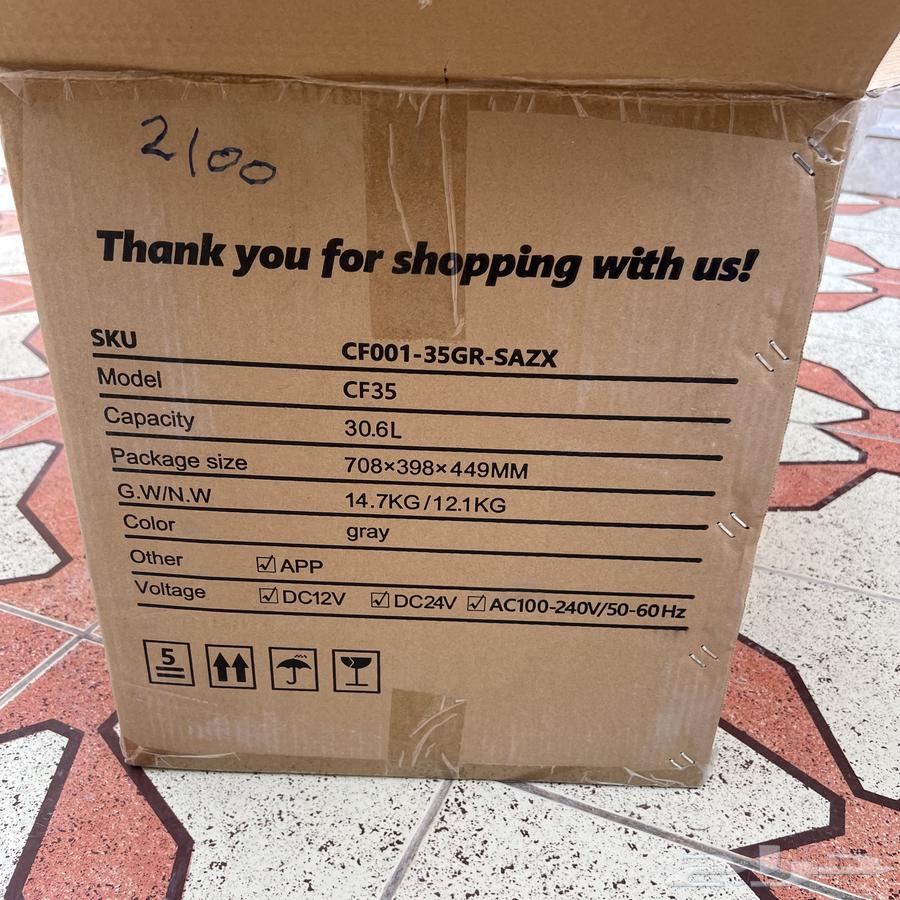 2100
Thank you for shopping with us!
SKU CF001-35GR-SAZX
Model CF35
Capacity 30.6L
Package size 708×398×449MM
G.W/N.W 14.7KG/12.1KG
Color gray
Other ☑ APP
Voltage ☑ DC12V ☑ DC24V ☑ AC100-240V/50-60Hz
5
حراج